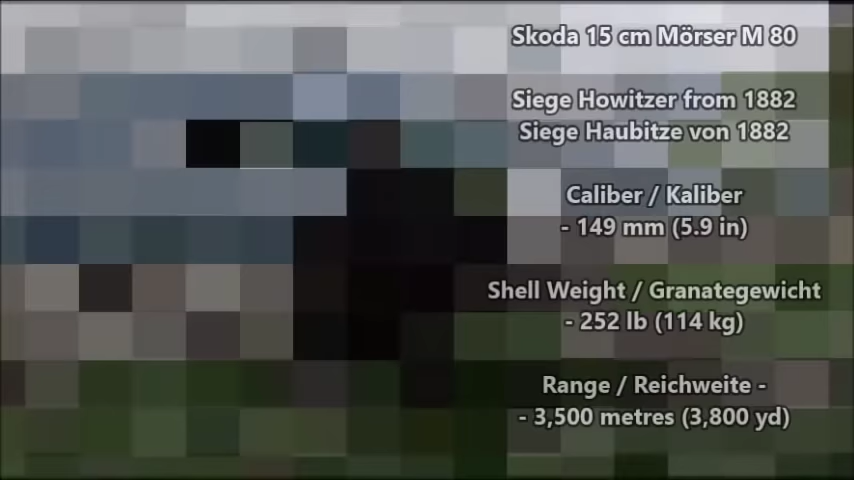 Skoda 15 cm Mörser M 80
Siege Howitzer from 1882
Siege Haubitze von 1882
Caliber / Kaliber
- 149 mm (5.9 in)
Shell Weight / Granategewicht
- 252 lb (114 kg)
Range / Reichweite -
- 3,500 metres (3,800 yd)